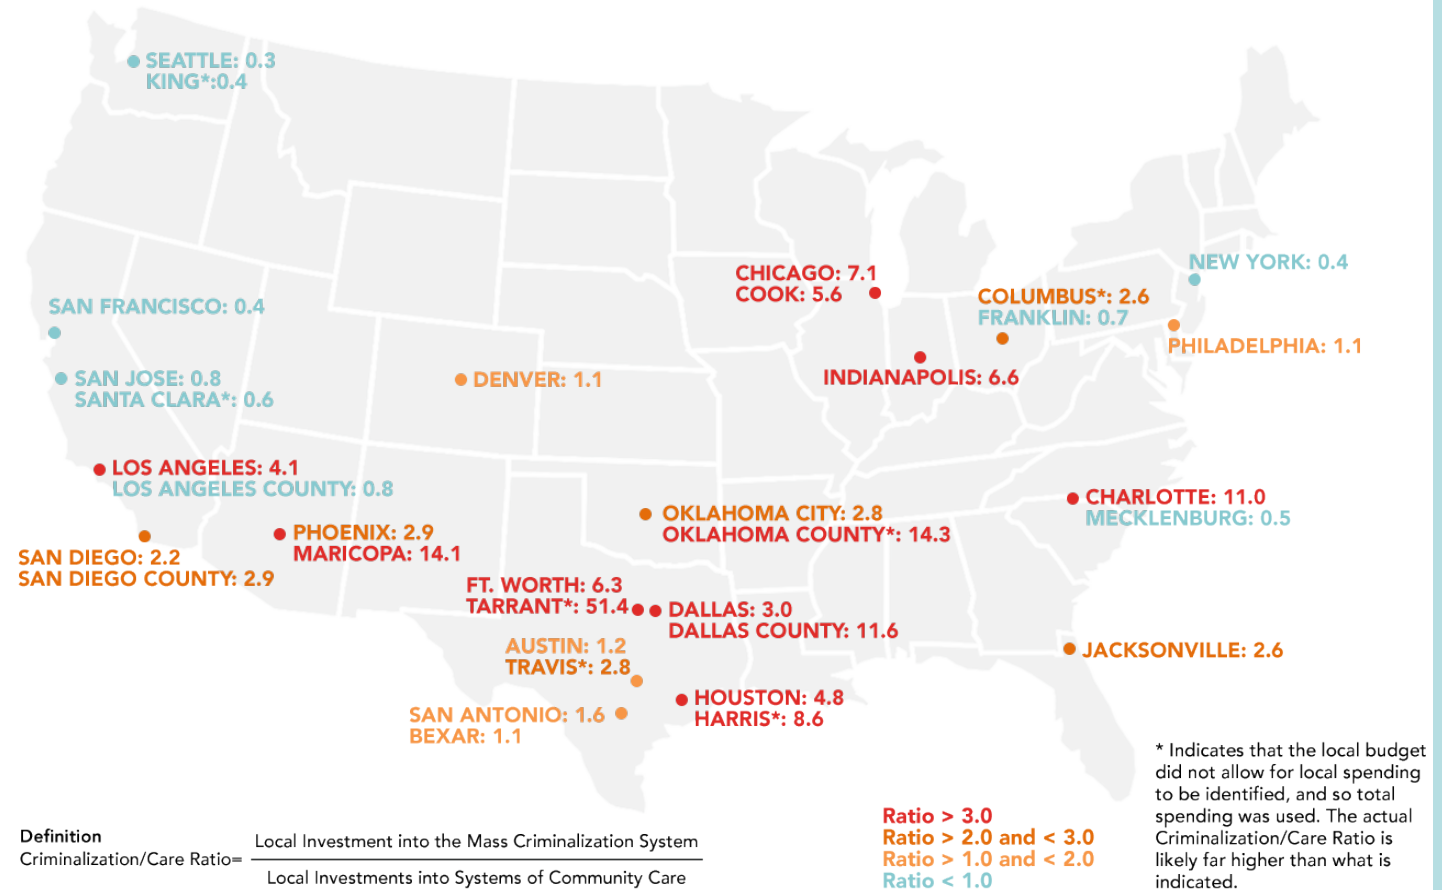 SEATTLE: 0.3
KING*:0.4
NEW YORK: 0.4
CHICAGO: 7.1
COOK: 5.6
COLUMBUS*: 2.6
FRANKLIN: 0.7
SAN FRANCISCO: 0.4
PHILADELPHIA: 1.1
SAN JOSE: 0.8
SANTA CLARA*: 0.6
DENVER: 1.1
INDIANAPOLIS: 6.6
LOS ANGELES: 4.1
LOS ANGELES COUNTY: 0.8
CHARLOTTE: 11.0
MECKLENBURG: 0.5
OKLAHOMA CITY: 2.8
OKLAHOMA COUNTY*: 14.3
PHOENIX: 2.9
MARICOPA: 14.1
SAN DIEGO: 2.2
SAN DIEGO COUNTY: 2.9
FT. WORTH: 6.3
TARRANT*: 51.4
DALLAS: 3.0
DALLAS COUNTY: 11.6
AUSTIN: 1.2
TRAVIS*: 2.8
JACKSONVILLE: 2.6
HOUSTON: 4.8
HARRIS*: 8.6
SAN ANTONIO: 1.6
BEXAR: 1.1
* Indicates that the local budget
did not allow for local spending
to be identified, and so total
spending was used. The actual
Criminalization/Care Ratio is
likely far higher than what is
indicated.
Definition
Criminalization/Care Ratio=
Local Investment into the Mass Criminalization System
Local Investments into Systems of Community Care
Ratio > 3.0
Ratio > 2.0 and < 3.0
Ratio > 1.0 and < 2.0
Ratio < 1.0